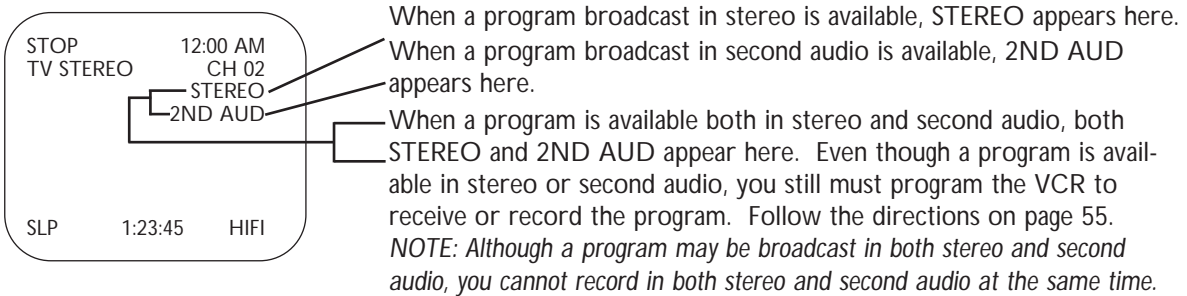 When a program broadcast in stereo is available, STEREO appears here.
When a program broadcast in second audio is available, 2ND AUD
appears here.
When a program is available both in stereo and second audio, both
STEREO and 2ND AUD appear here. Even though a program is avail-
able in stereo or second audio, you still must program the VCR to
receive or record the program. Follow the directions on page 55.
NOTE: Although a program may be broadcast in both stereo and second
audio, you cannot record in both stereo and second audio at the same time.
STOP 12:00 AM
TV STEREO CH 02
STEREO
2ND AUD
SLP 1:23:45 HIFI